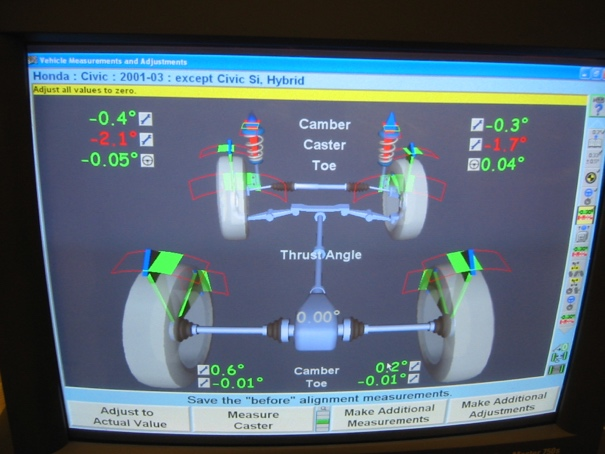 Vehicle Measurements and Adjustments
Honda : Civic : 2001-03 : except Civic Si, Hybrid
Adjust all values to zero.
-0.4° Camber -0.3°
-2.1° Caster -1.7°
-0.05° Toe 0.04°
Thrust Angle
0.00°
0.6° Camber 0.2°
-0.01° Toe -0.01°
Save the "before" alignment measurements.
Adjust to Actual Value
Measure Caster
Make Additional Measurements
Make Additional Adjustments